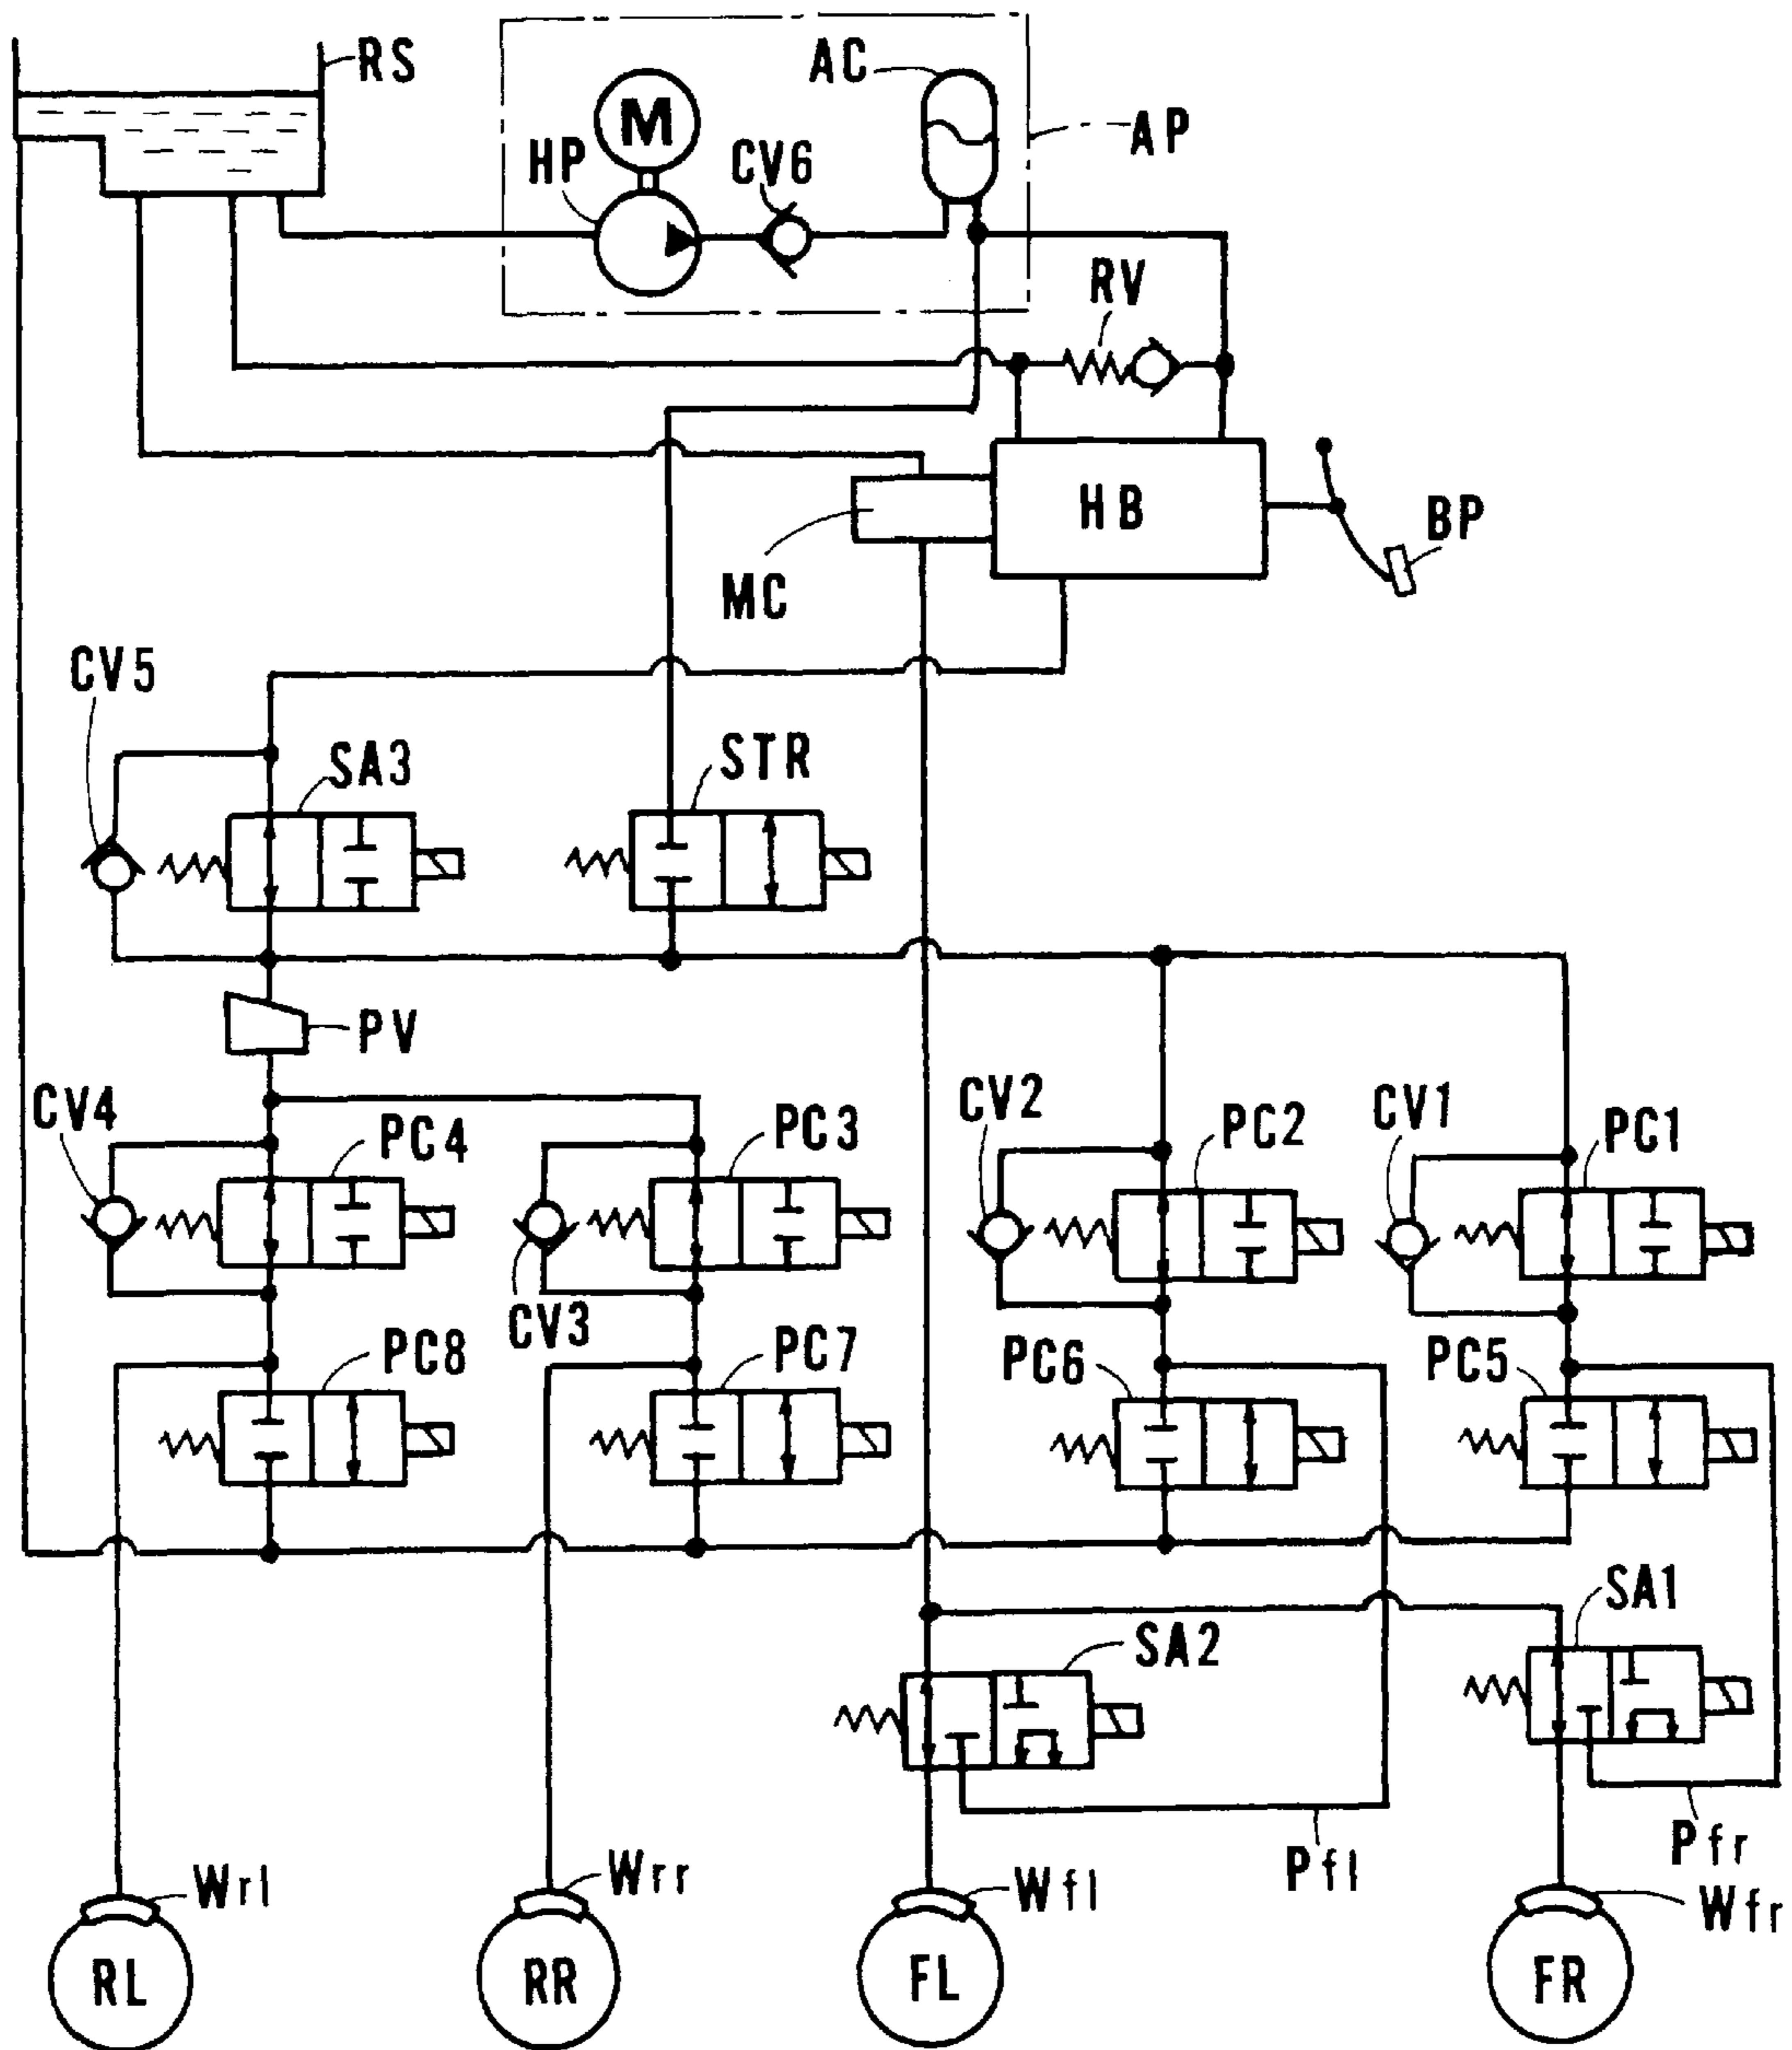 RS
AC
M
AP
HP
CV6
RV
HB
BP
MC
CV5
SA3
STR
PV
CV4
PC4
PC3
CV2
PC2
CV1
PC1
CV3
PC8
PC7
PC6
PC5
SA1
SA2
Pfl
Pfr
Wrl
Wrr
Wfl
Wfr
RL
RR
FL
FR